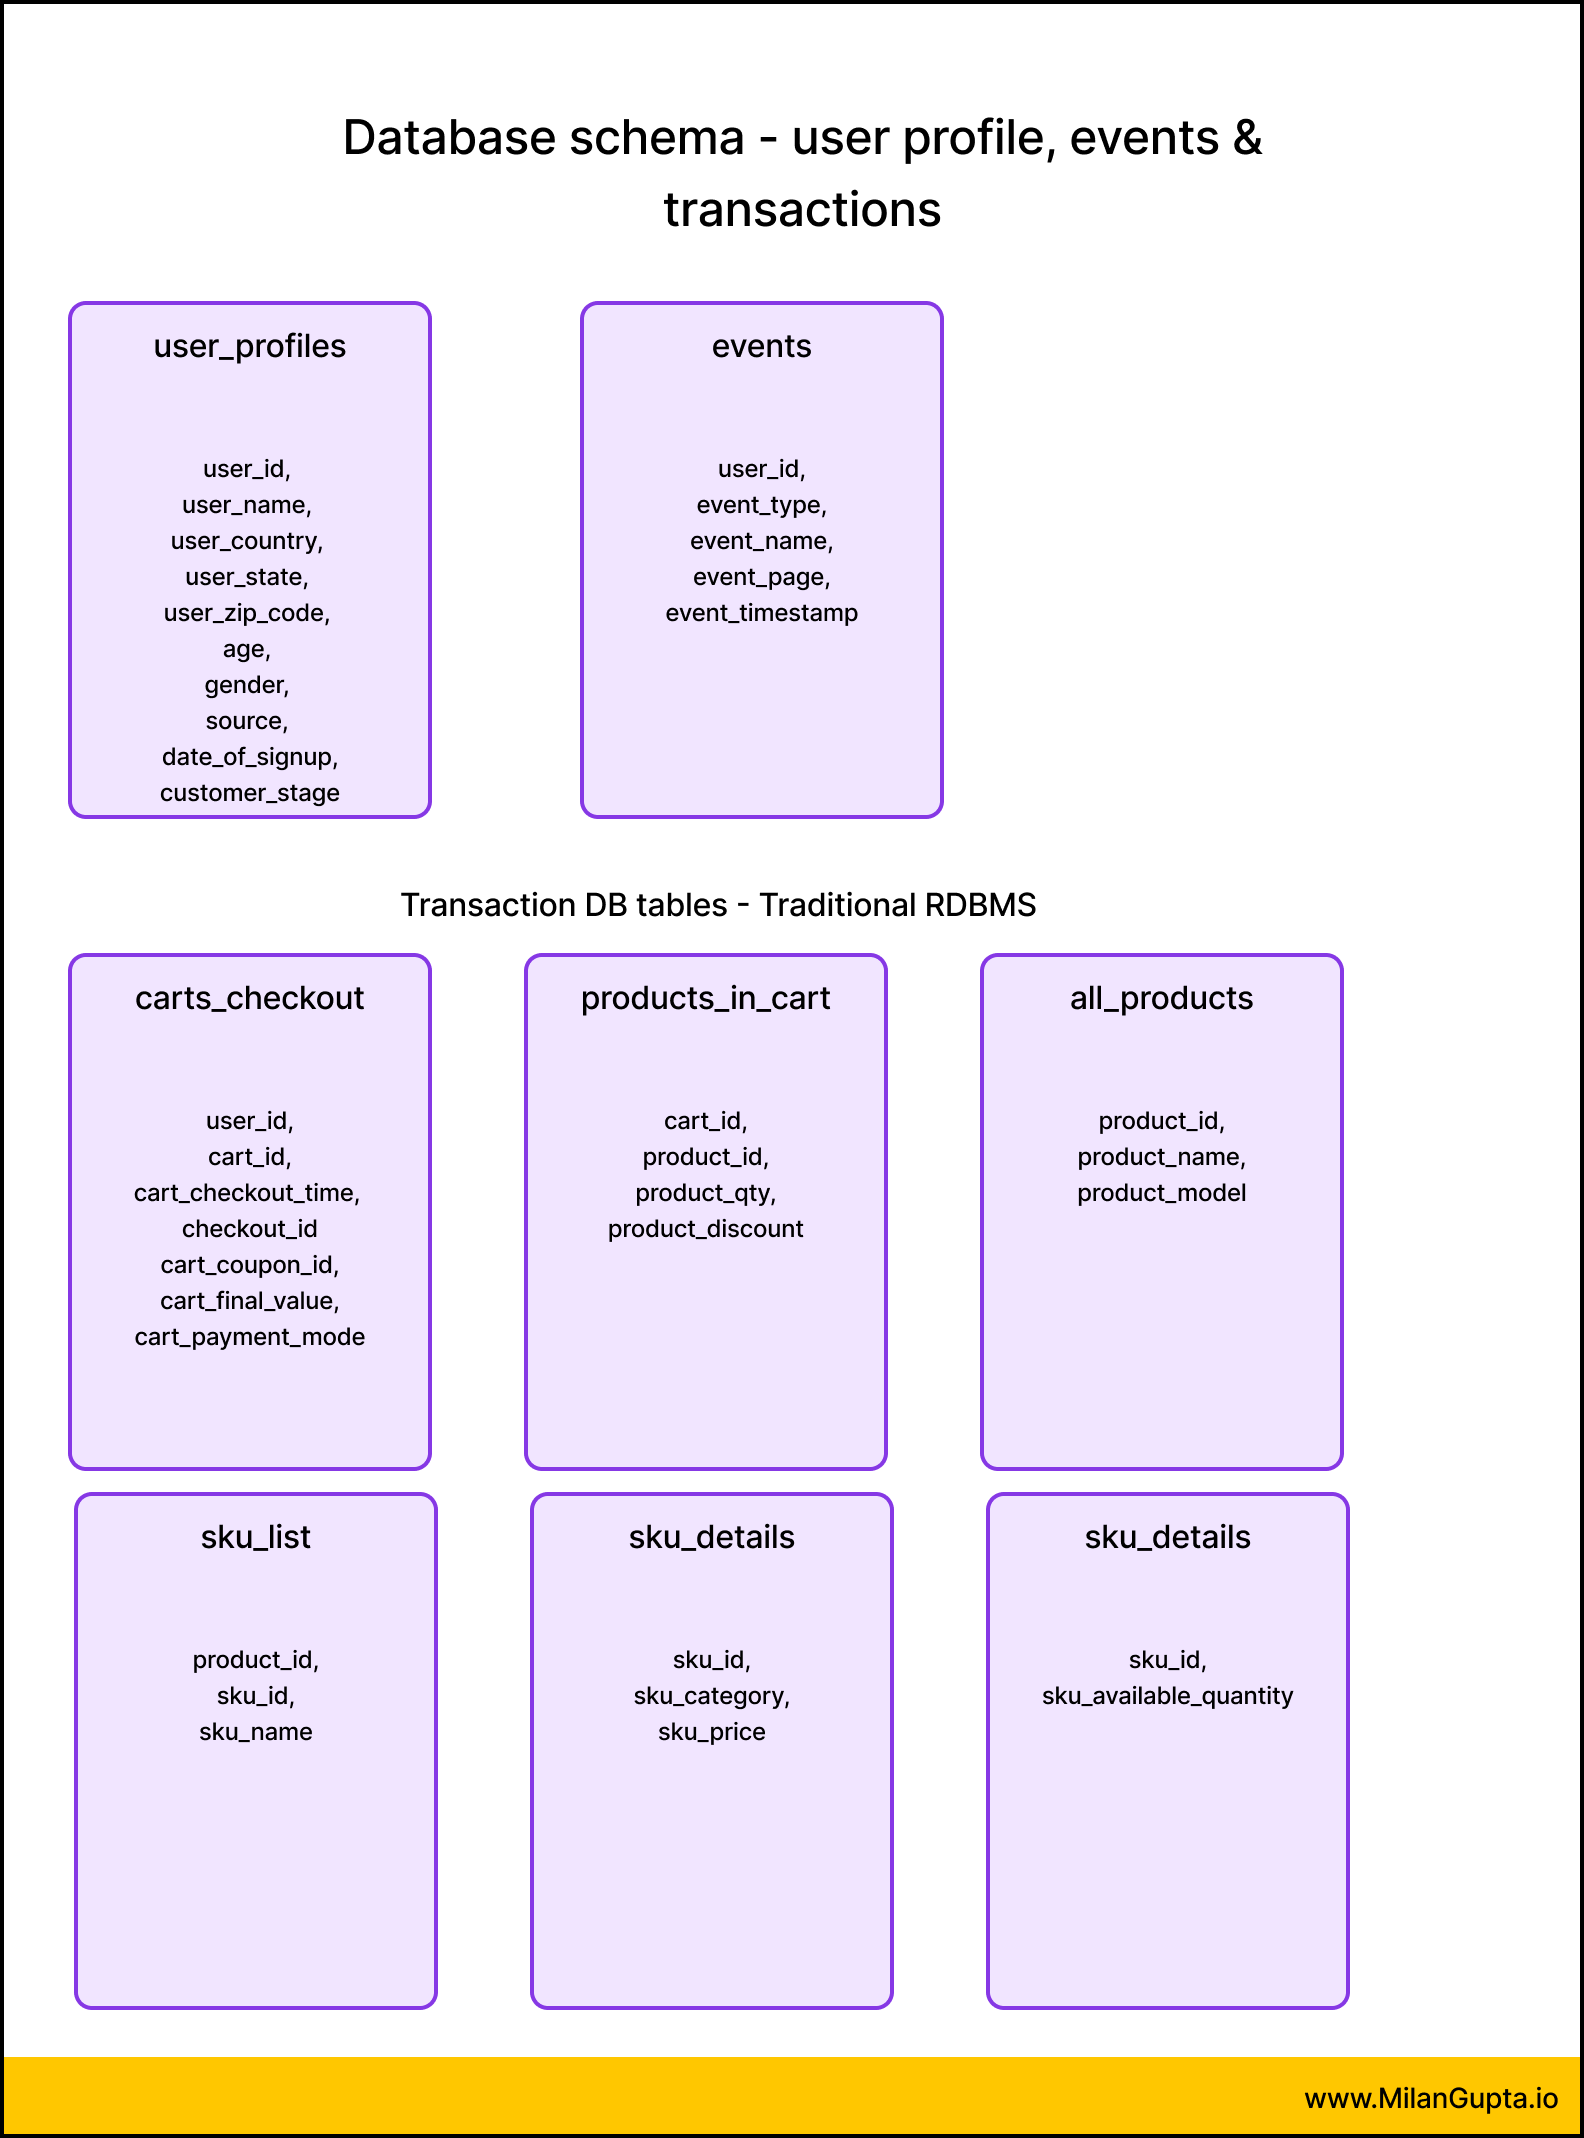 Database schema - user profile, events &
transactions
user_profiles
user_id,
user_name,
user_country,
user_state,
user_zip_code,
age,
gender,
source,
date_of_signup,
customer_stage
events
user_id,
event_type,
event_name,
event_page,
event_timestamp
Transaction DB tables - Traditional RDBMS
carts_checkout
user_id,
cart_id,
cart_checkout_time,
checkout_id
cart_coupon_id,
cart_final_value,
cart_payment_mode
products_in_cart
cart_id,
product_id,
product_qty,
product_discount
all_products
product_id,
product_name,
product_model
sku_list
product_id,
sku_id,
sku_name
sku_details
sku_id,
sku_category,
sku_price
sku_details
sku_id,
sku_available_quantity
www.MilanGupta.io